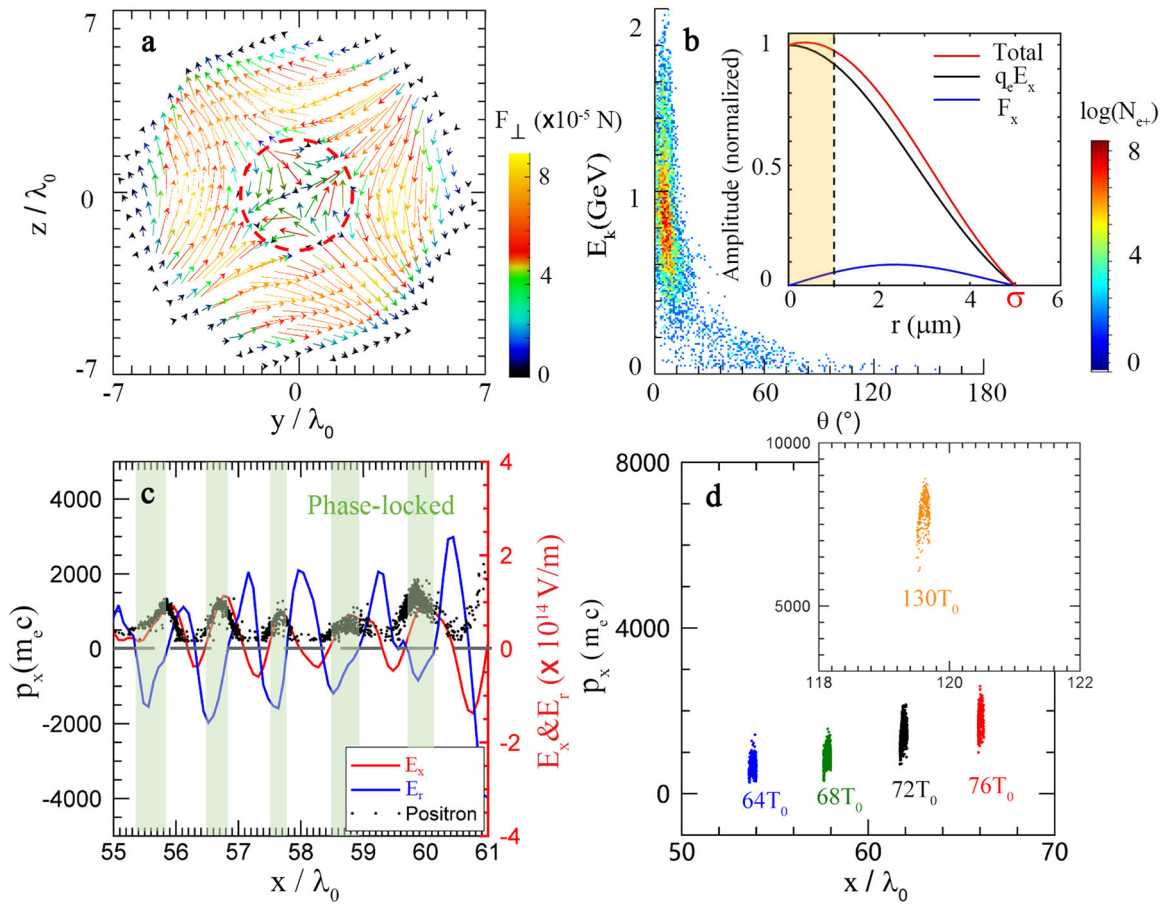 a
7
0
-7
z / λ0
-7
0
7
y / λ0
F⊥ (×10-5 N)
8
4
0
b
2
1
0
Ek(GeV)
0
60
120
180
θ (°)
Total
qeEx
Fx
1
0.5
0
Amplitude (normalized)
0
2
4
6
σ
r (μm)
log(Ne+)
8
6
4
2
0
c
Phase-locked
4000
2000
0
-2000
-4000
px(mec)
4
2
0
-2
-4
Ex&Er (× 1014 V/m)
Ex
Er
Positron
55
56
57
58
59
60
61
x / λ0
d
8000
4000
0
px (mec)
10000
5000
130T0
118
120
122
64T0
68T0
72T0
76T0
50
60
70
x / λ0